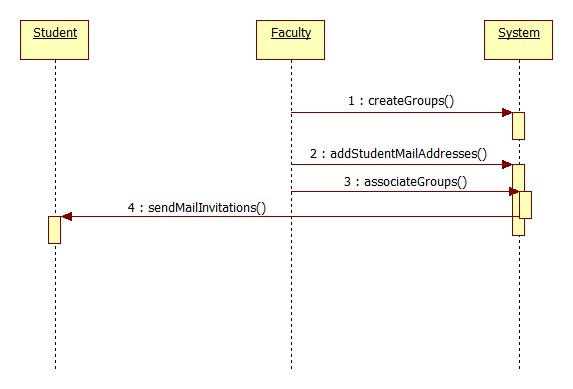 Student
Faculty
System
1 : createGroups()
2 : addStudentMailAddresses()
3 : associateGroups()
4 : sendMailInvitations()